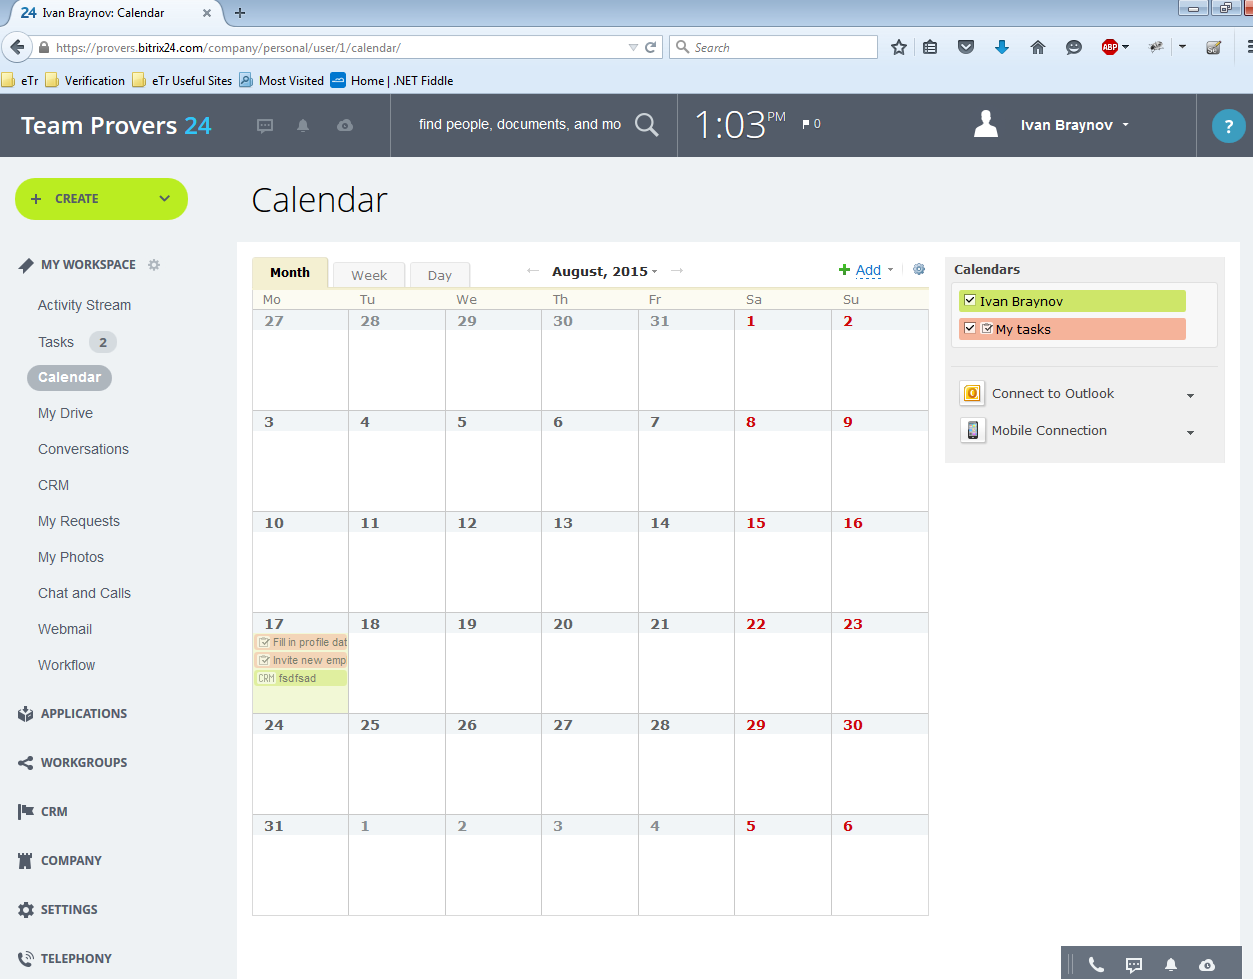 24 Ivan Braynov: Calendar
https://provers.bitrix24.com/company/personal/user/1/calendar/
Search
ABP
eTr
Verification
eTr Useful Sites
Most Visited
Home | .NET Fiddle
Team Provers 24
find people, documents, and mo
1:03 PM
0
Ivan Braynov
?
+ CREATE
Calendar
MY WORKSPACE
Activity Stream
Tasks 2
Calendar
My Drive
Conversations
CRM
My Requests
My Photos
Chat and Calls
Webmail
Workflow
APPLICATIONS
WORKGROUPS
CRM
COMPANY
SETTINGS
TELEPHONY
Month Week Day
August, 2015
Add
Mo Tu We Th Fr Sa Su
27 28 29 30 31 1 2
3 4 5 6 7 8 9
10 11 12 13 14 15 16
17 18 19 20 21 22 23
Fill in profile dat
Invite new emp
CRM fsdfsad
24 25 26 27 28 29 30
31 1 2 3 4 5 6
Calendars
Ivan Braynov
My tasks
Connect to Outlook
Mobile Connection